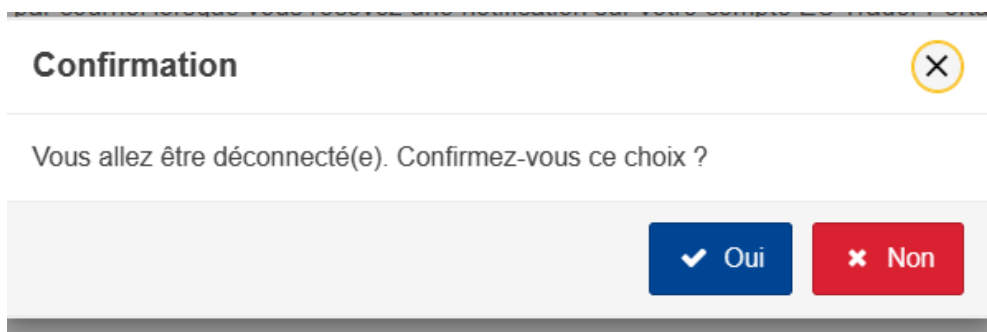 Confirmation
Vous allez être déconnecté(e). Confirmez-vous ce choix ?
Oui
Non